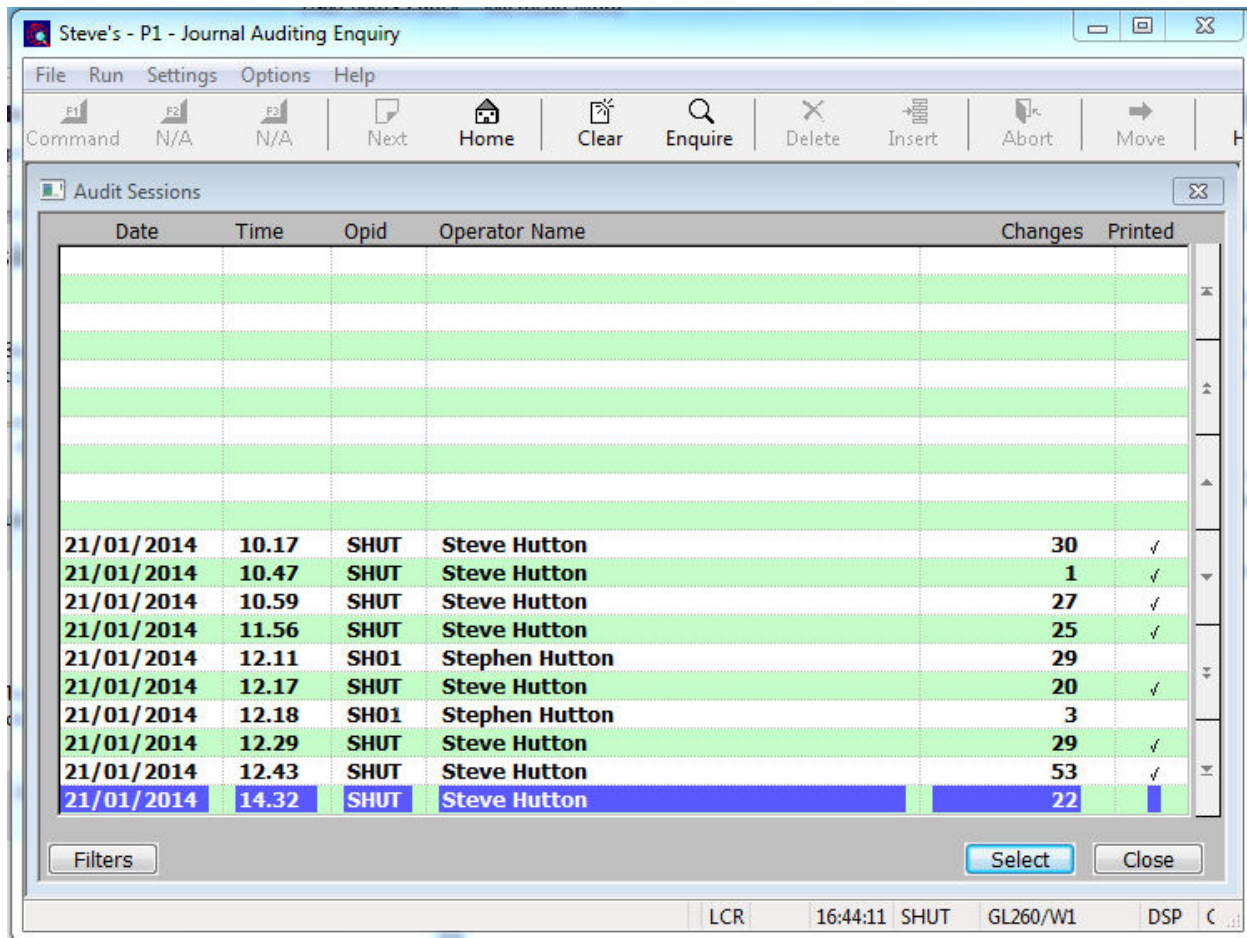 Steve's - P1 - Journal Auditing Enquiry
File Run Settings Options Help
F1 F2 F3
Command N/A N/A Next Home Clear Enquire Delete Insert Abort Move H
Audit Sessions
Date Time Opid Operator Name Changes Printed
21/01/2014 10.17 SHUT Steve Hutton 30 √
21/01/2014 10.47 SHUT Steve Hutton 1 √
21/01/2014 10.59 SHUT Steve Hutton 27 √
21/01/2014 11.56 SHUT Steve Hutton 25 √
21/01/2014 12.11 SH01 Stephen Hutton 29
21/01/2014 12.17 SHUT Steve Hutton 20 √
21/01/2014 12.18 SH01 Stephen Hutton 3
21/01/2014 12.29 SHUT Steve Hutton 29 √
21/01/2014 12.43 SHUT Steve Hutton 53 √
21/01/2014 14.32 SHUT Steve Hutton 22
Filters Select Close
LCR 16:44:11 SHUT GL260/W1 DSP